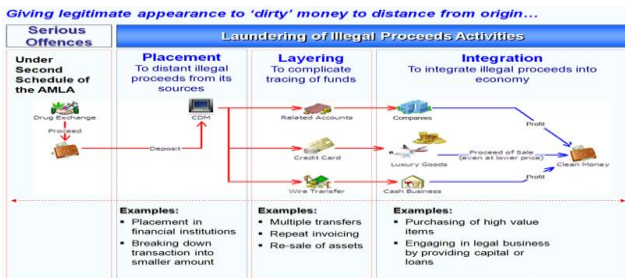 Giving legitimate appearance to 'dirty' money to distance from origin...
Serious
Offences
Laundering of Illegal Proceeds Activities
Under
Second
Schedule of
the AMLA
Drug Exchange
Proceed
Placement
To distant illegal
proceeds from its
sources
CDM
Deposit
Layering
To complicate
tracing of funds
Related Accounts
Credit Card
Wire Transfer
Integration
To integrate illegal proceeds into
economy
Companies
Profit
Luxury Goods
Proceed of Sale
(even at lower price)
Clean Money
Profit
Cash Business
Examples:
▪ Placement in
financial institutions
▪ Breaking down
transaction into
smaller amount
Examples:
▪ Multiple transfers
▪ Repeat invoicing
▪ Re-sale of assets
Examples:
▪ Purchasing of high value
items
▪ Engaging in legal business
by providing capital or
loans